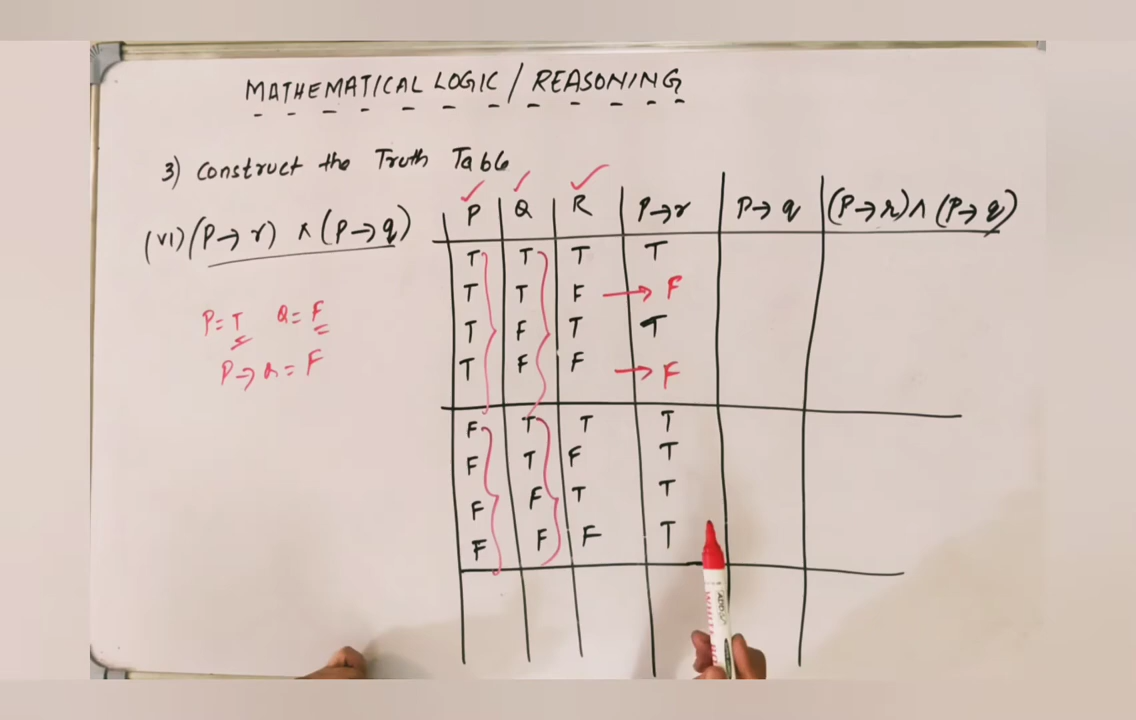 MATHEMATICAL LOGIC / REASONING
3) Construct the Truth Table
(VI) (P→r) ∧ (P→q)
P Q R P→r P→q (P→r) ∧ (P→q)
T T T T
T T F → F
T F T T
T F F → F
F T T T
F T F T
F F T T
F F F T
P=T Q=F
P→r=F